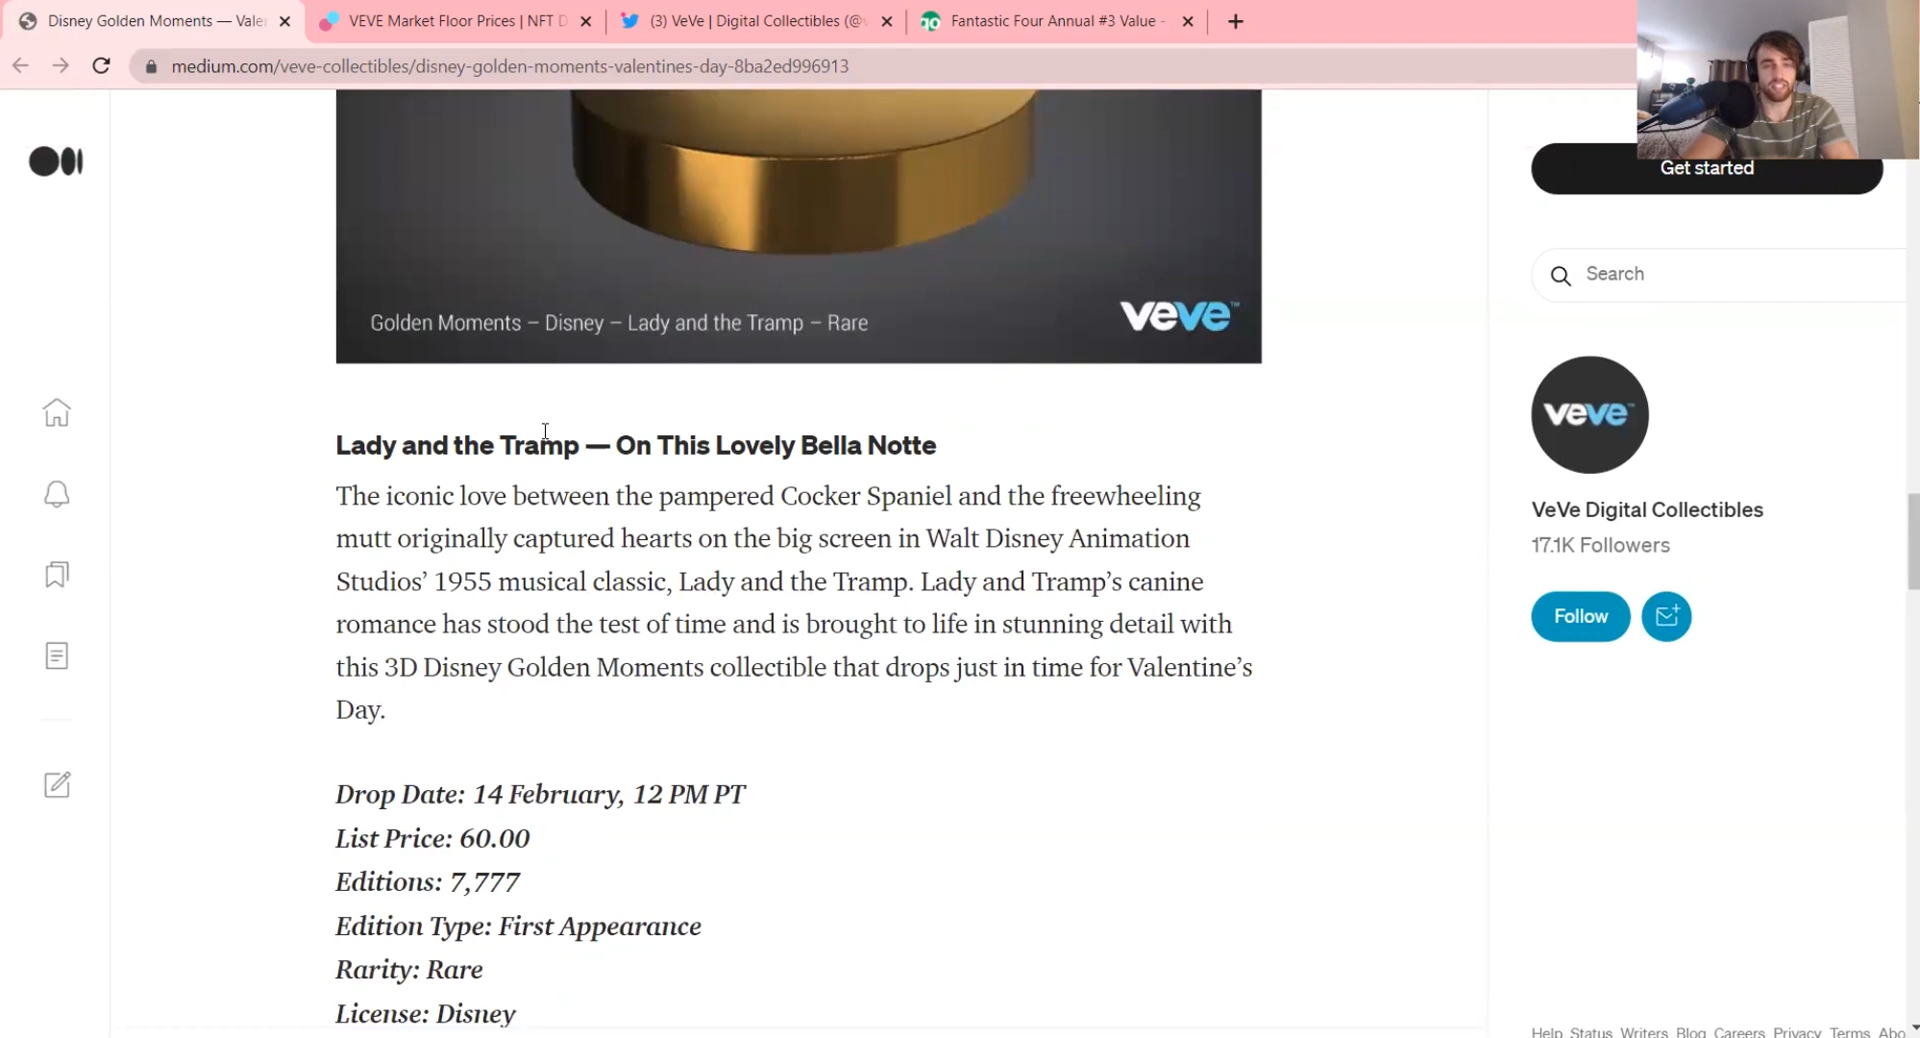 Disney Golden Moments — Vale
VEVE Market Floor Prices | NFT D
(3) VeVe | Digital Collectibles (@v
Fantastic Four Annual #3 Value -
medium.com/veve-collectibles/disney-golden-moments-valentines-day-8ba2ed996913
Get started
Search
Golden Moments – Disney – Lady and the Tramp – Rare
veve™
Lady and the Tramp — On This Lovely Bella Notte
The iconic love between the pampered Cocker Spaniel and the freewheeling
mutt originally captured hearts on the big screen in Walt Disney Animation
Studios’ 1955 musical classic, Lady and the Tramp. Lady and Tramp’s canine
romance has stood the test of time and is brought to life in stunning detail with
this 3D Disney Golden Moments collectible that drops just in time for Valentine’s
Day.
Drop Date: 14 February, 12 PM PT
List Price: 60.00
Editions: 7,777
Edition Type: First Appearance
Rarity: Rare
License: Disney
veve™
VeVe Digital Collectibles
17.1K Followers
Follow
Help Status Writers Blog Careers Privacy Terms Abo